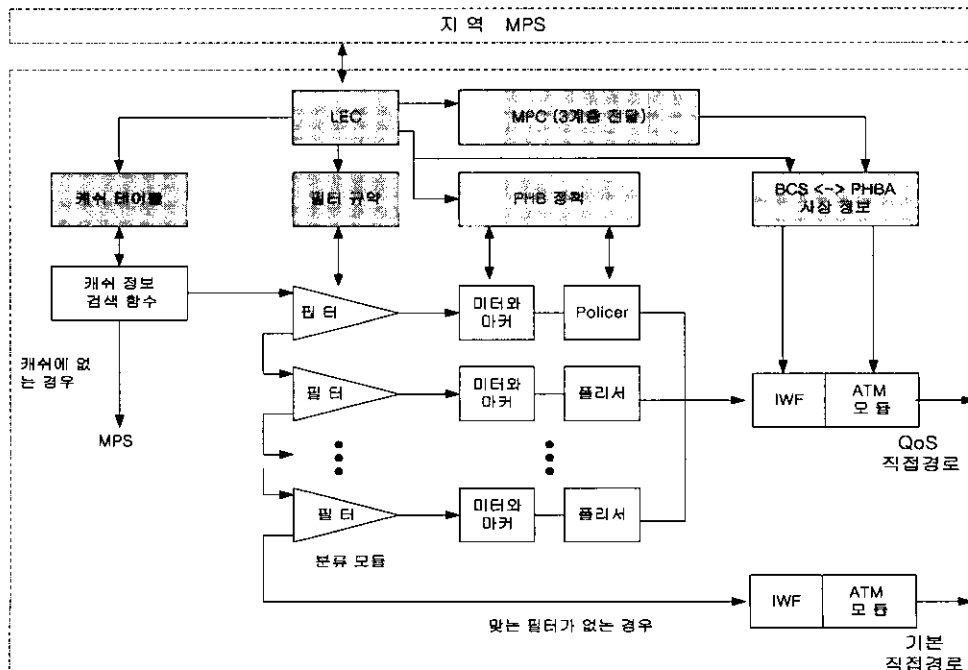 지 역 MPS
LEC
MPC (3계층 전달)
캐쉬 테이블
필터 규약
PHB 정책
BCS <-> PHBA
사상 정보
캐쉬 정보
검색 함수
필 터
미터와
마커
Policer
캐쉬에 없
는 경우
필터
미터와
마커
폴리서
IWF
ATM
모듈
MPS
QoS
직접경로
필터
미터와
마커
폴리서
분류 모듈
IWF
ATM
모듈
맞는 필터가 없는 경우
기본
직접경로